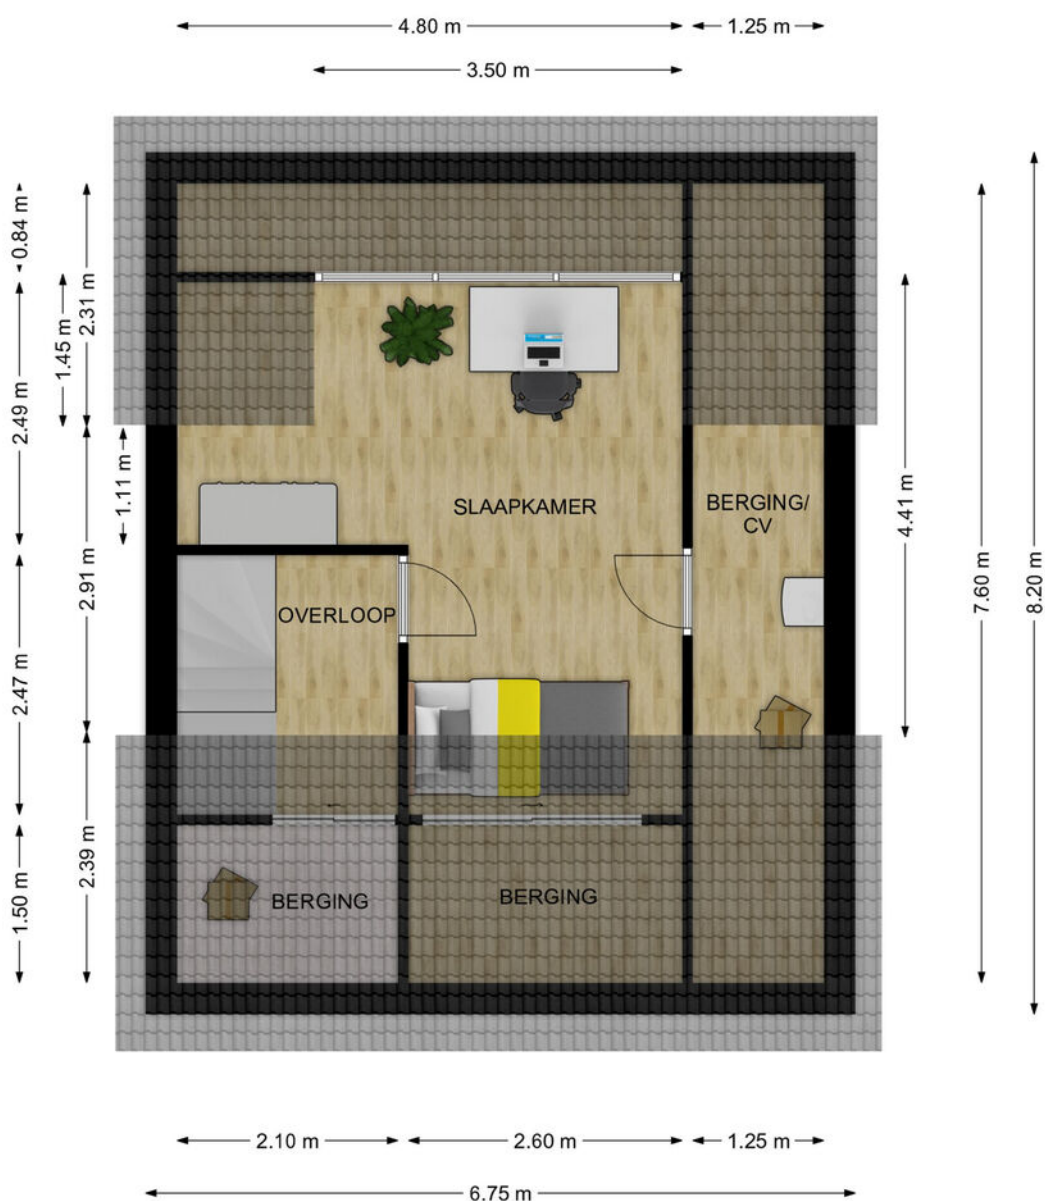 4.80 m
1.25 m
3.50 m
0.84 m
2.31 m
1.45 m
2.49 m
1.11 m
4.41 m
7.60 m
8.20 m
2.91 m
2.47 m
2.39 m
1.50 m
SLAAPKAMER
BERGING/
CV
OVERLOOP
BERGING
BERGING
2.10 m
2.60 m
1.25 m
6.75 m